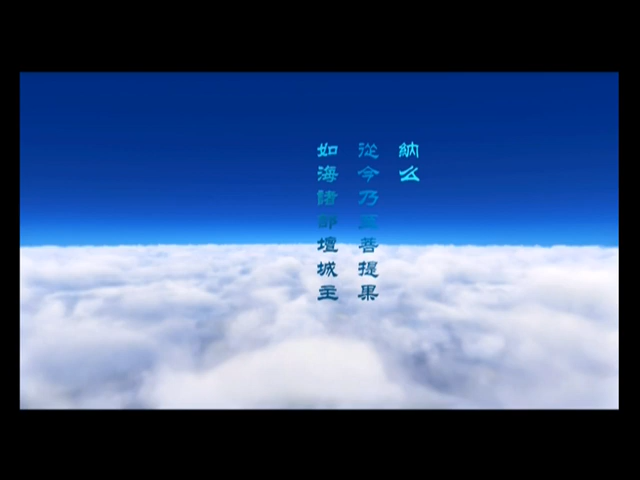 納么
從今乃至菩提果
如海諸部壇城主